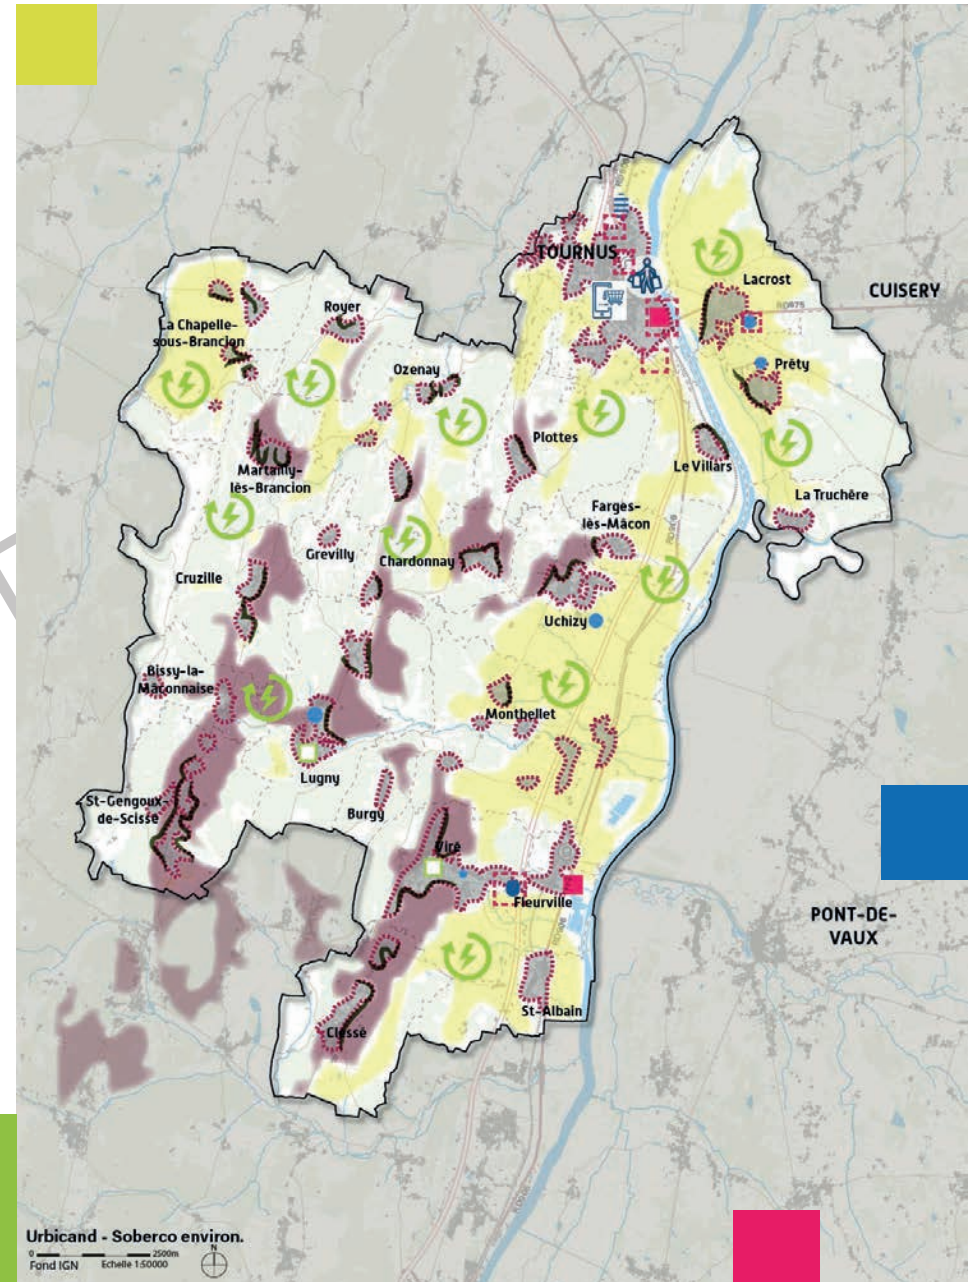 TOURNUS
Lacrost
CUISERY
RD975
La Chapelle-
sous-Brancion
Royer
Ozenay
Prêty
Plottes
Le Villars
Martailly-
lès-Brancion
La Truchère
Farges-
lès-Mâcon
Grevilly
Chardonnay
Cruzille
Uchizy
Bissy-la-
Mâconnaise
Montbellet
Lugny
St-Gengoux-
de-Scissé
Burgy
Viré
Fleurville
PONT-DE-
VAUX
St-Albain
Clessé
Urbicand - Soberco environ.
N
0 2500m
Fond IGN Echelle 1:50000